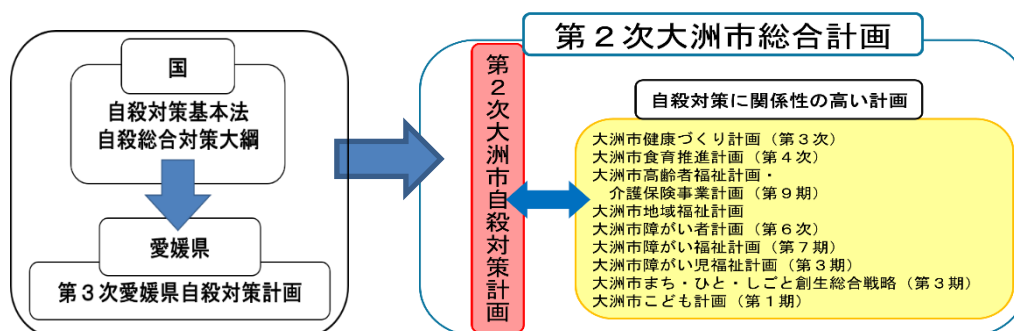 国
自殺対策基本法
自殺総合対策大綱
愛媛県
第３次愛媛県自殺対策計画
第２次大洲市総合計画
第２次大洲市自殺対策計画
自殺対策に関係性の高い計画
大洲市健康づくり計画（第３次）
大洲市食育推進計画（第４次）
大洲市高齢者福祉計画・
介護保険事業計画（第９期）
大洲市地域福祉計画
大洲市障がい者計画（第６次）
大洲市障がい福祉計画（第７期）
大洲市障がい児福祉計画（第３期）
大洲市まち・ひと・しごと創生総合戦略（第３期）
大洲市こども計画（第１期）